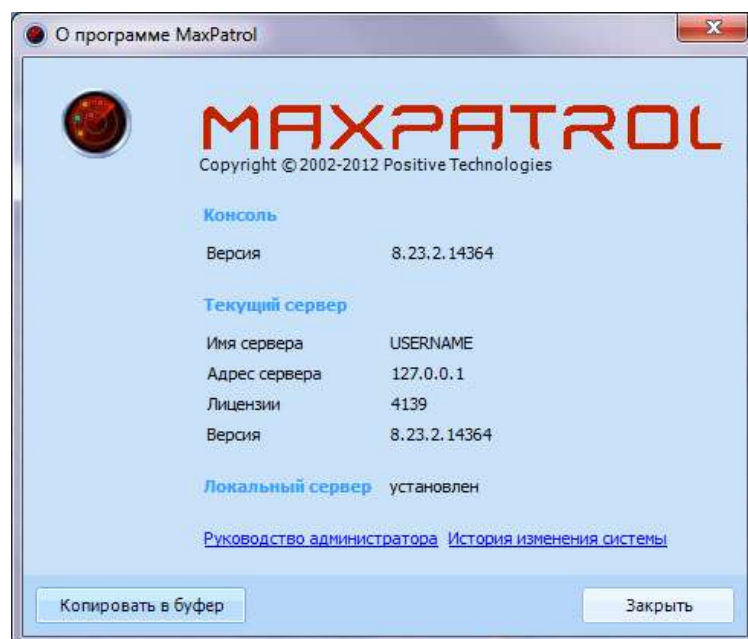 О программе MaxPatrol
MAXPATROL
Copyright © 2002-2012 Positive Technologies
Консоль
Версия 8.23.2.14364
Текущий сервер
Имя сервера USERNAME
Адрес сервера 127.0.0.1
Лицензии 4139
Версия 8.23.2.14364
Локальный сервер установлен
Руководство администратора История изменения системы
Копировать в буфер Закрыть